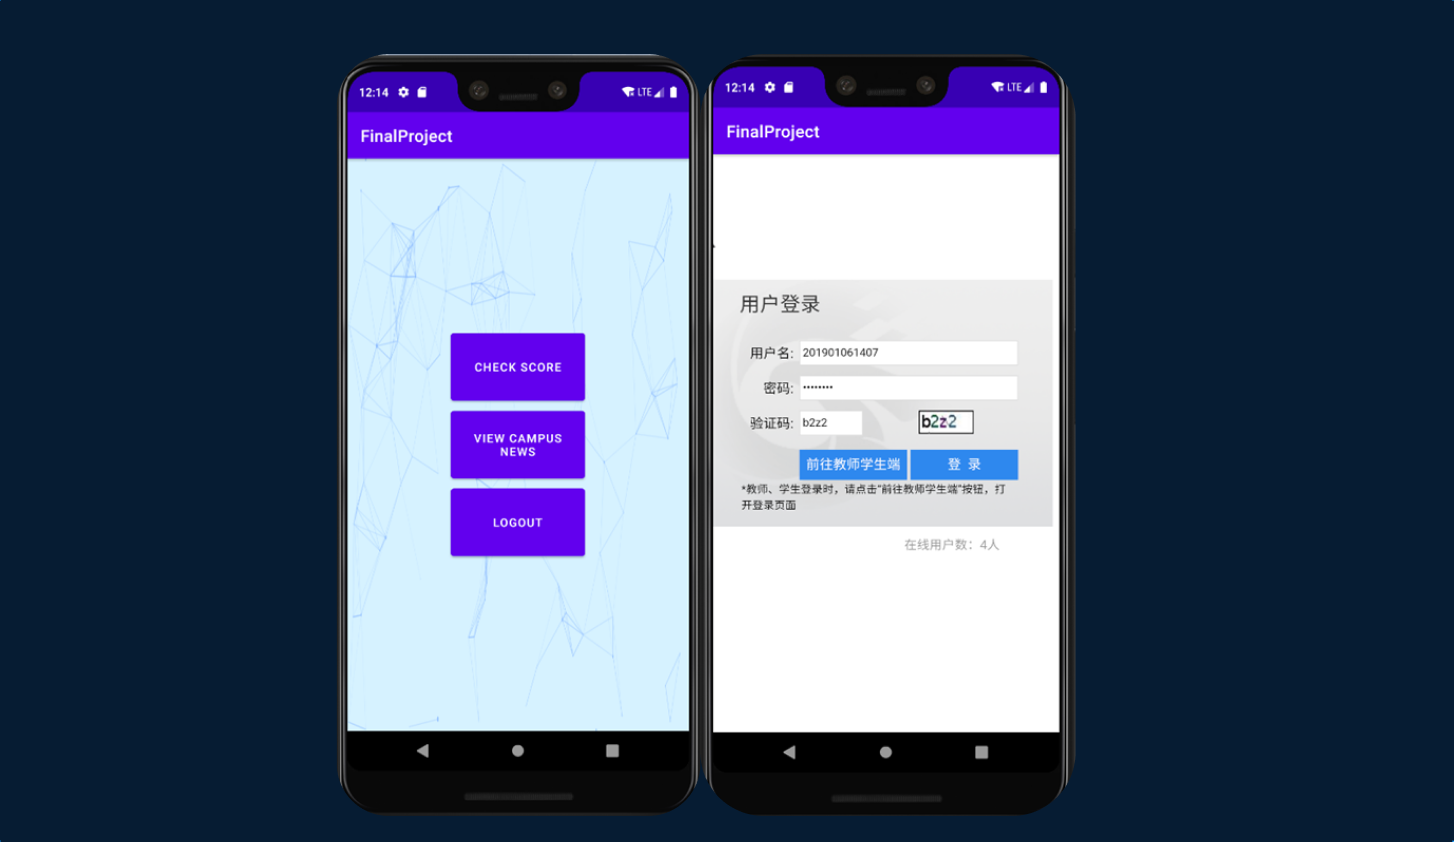 12:14
LTE
FinalProject
CHECK SCORE
VIEW CAMPUS
NEWS
LOGOUT
12:14
LTE
FinalProject
用户登录
用户名: 201901061407
密码: ••••••••
验证码: b2z2 b2z2
前往教师学生端 登 录
*教师、学生登录时，请点击"前往教师学生端"按钮，打
开登录页面
在线用户数：4人